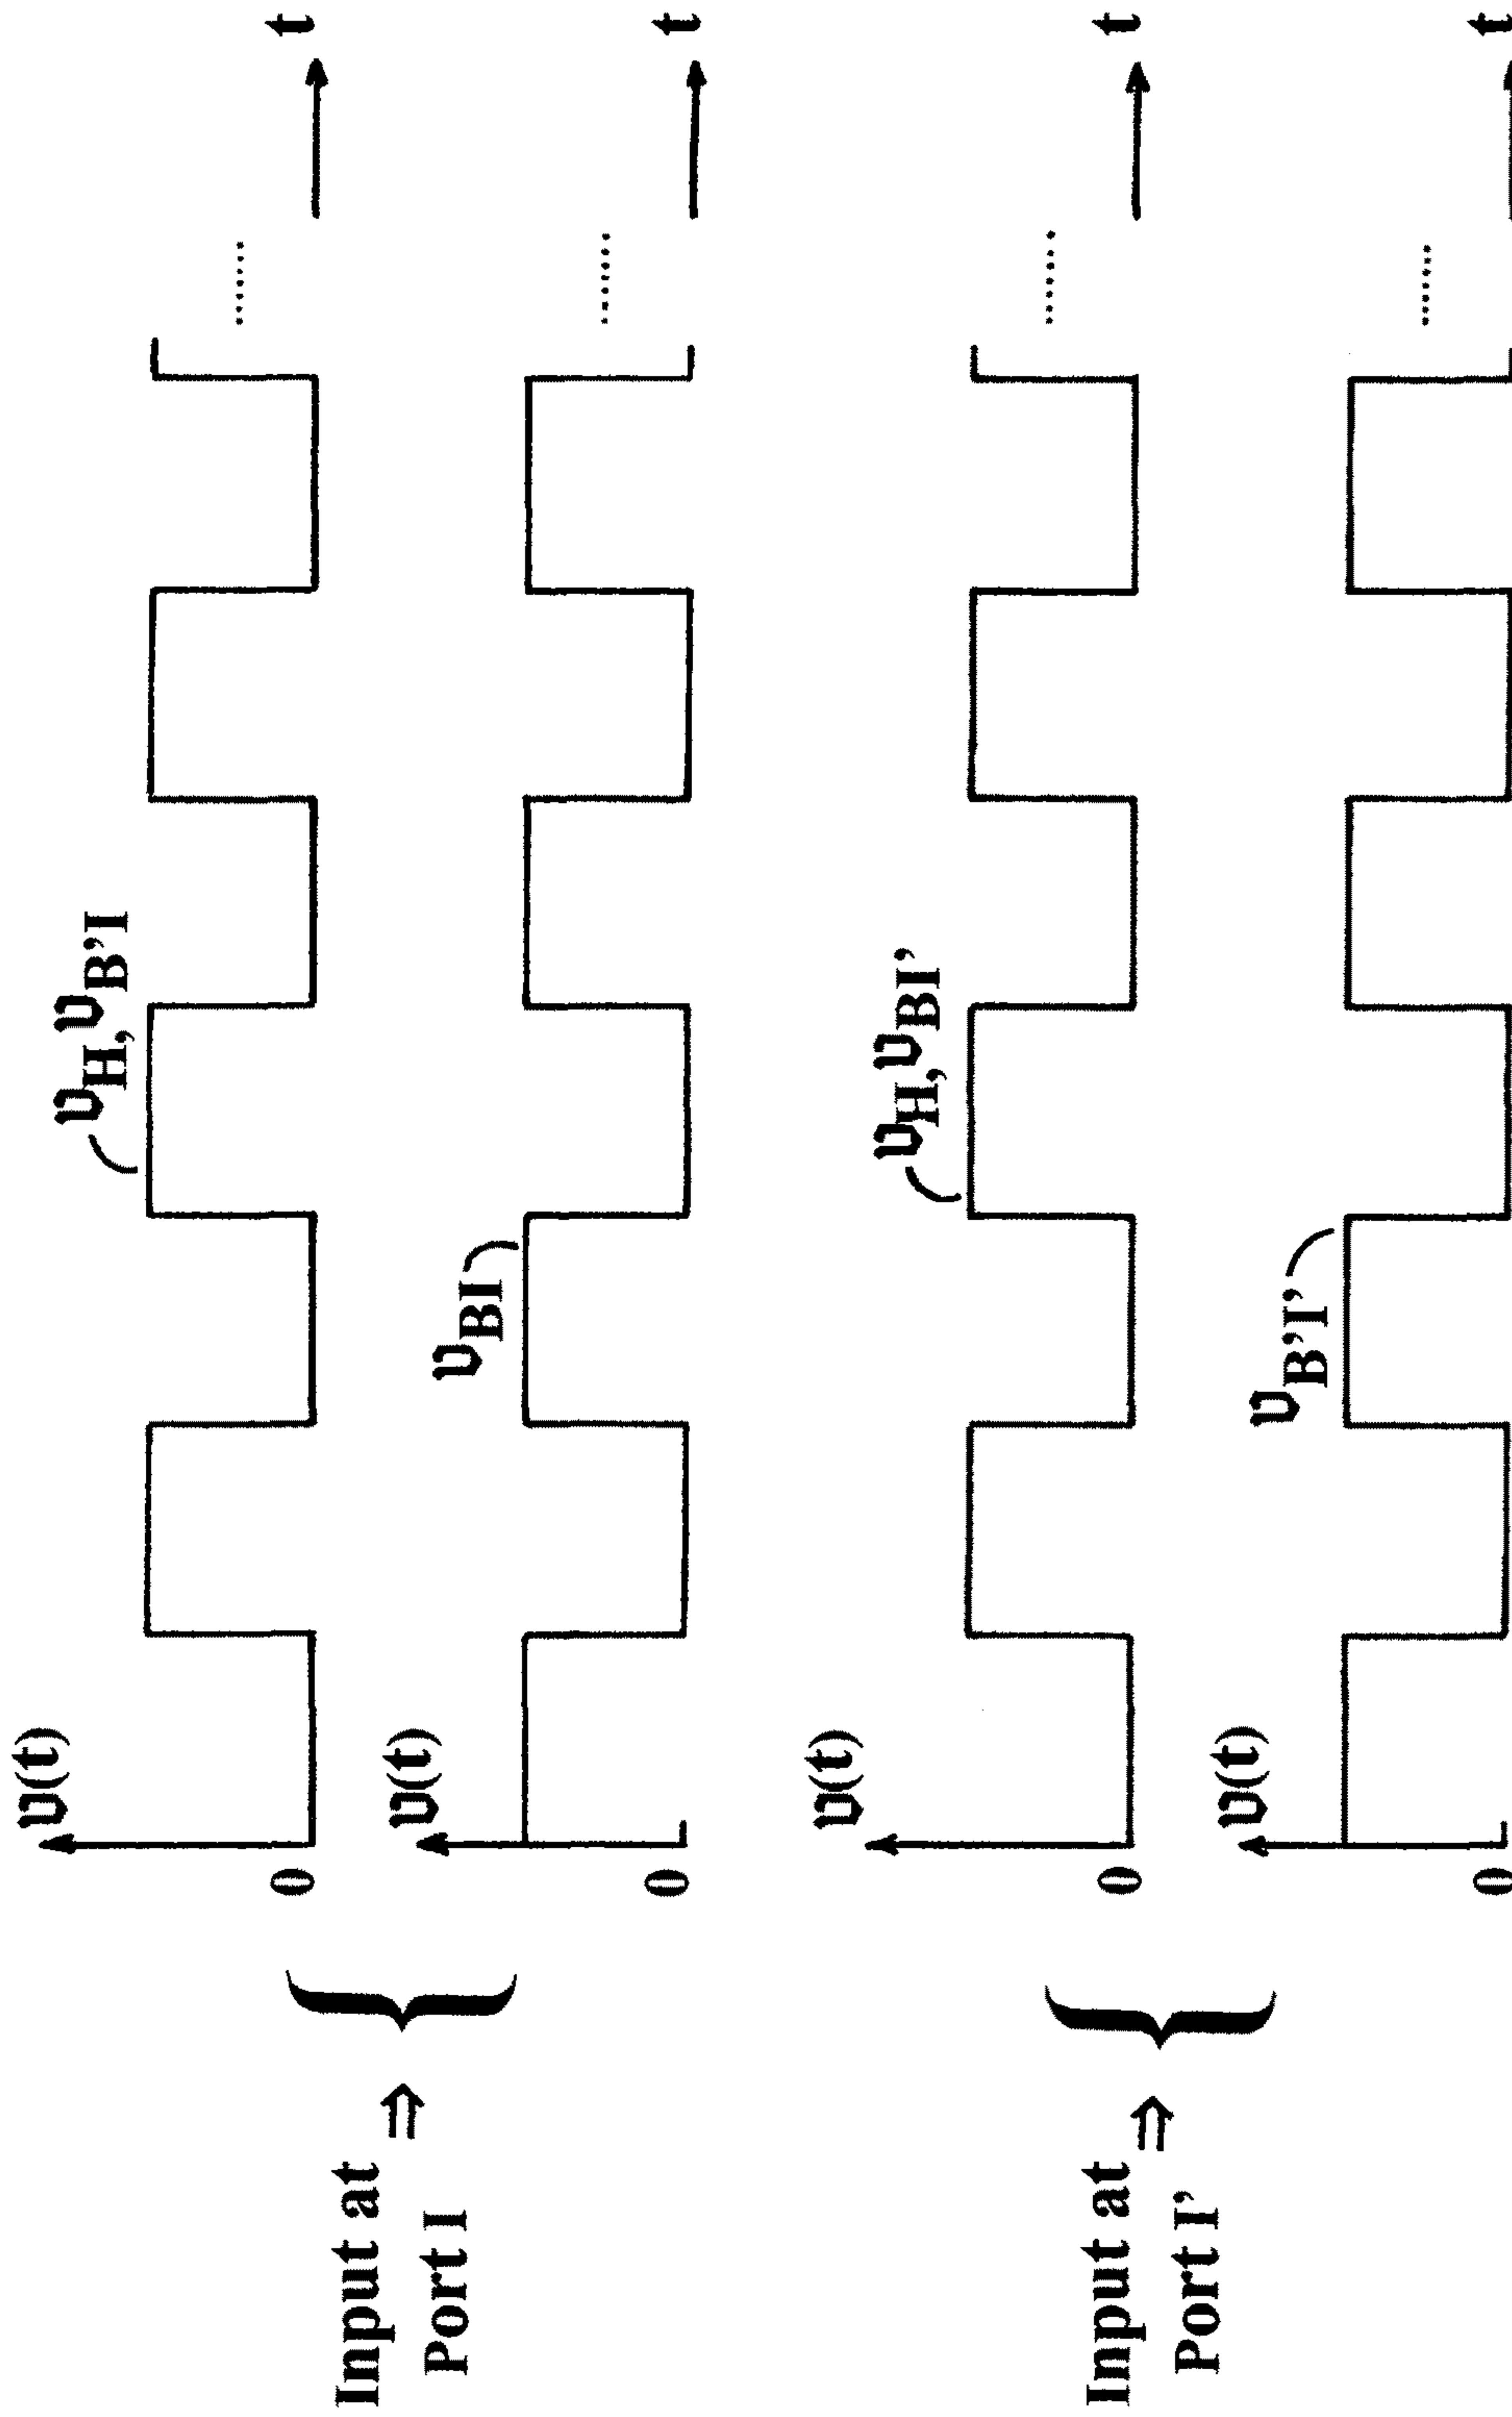 υ(t)
υH, υB’I
0
t
Input at
Port I
⇒
υ(t)
υBI
0
t
υ(t)
υH, υBI’
0
t
Input at
Port I’
⇒
υ(t)
υB’I’
0
t